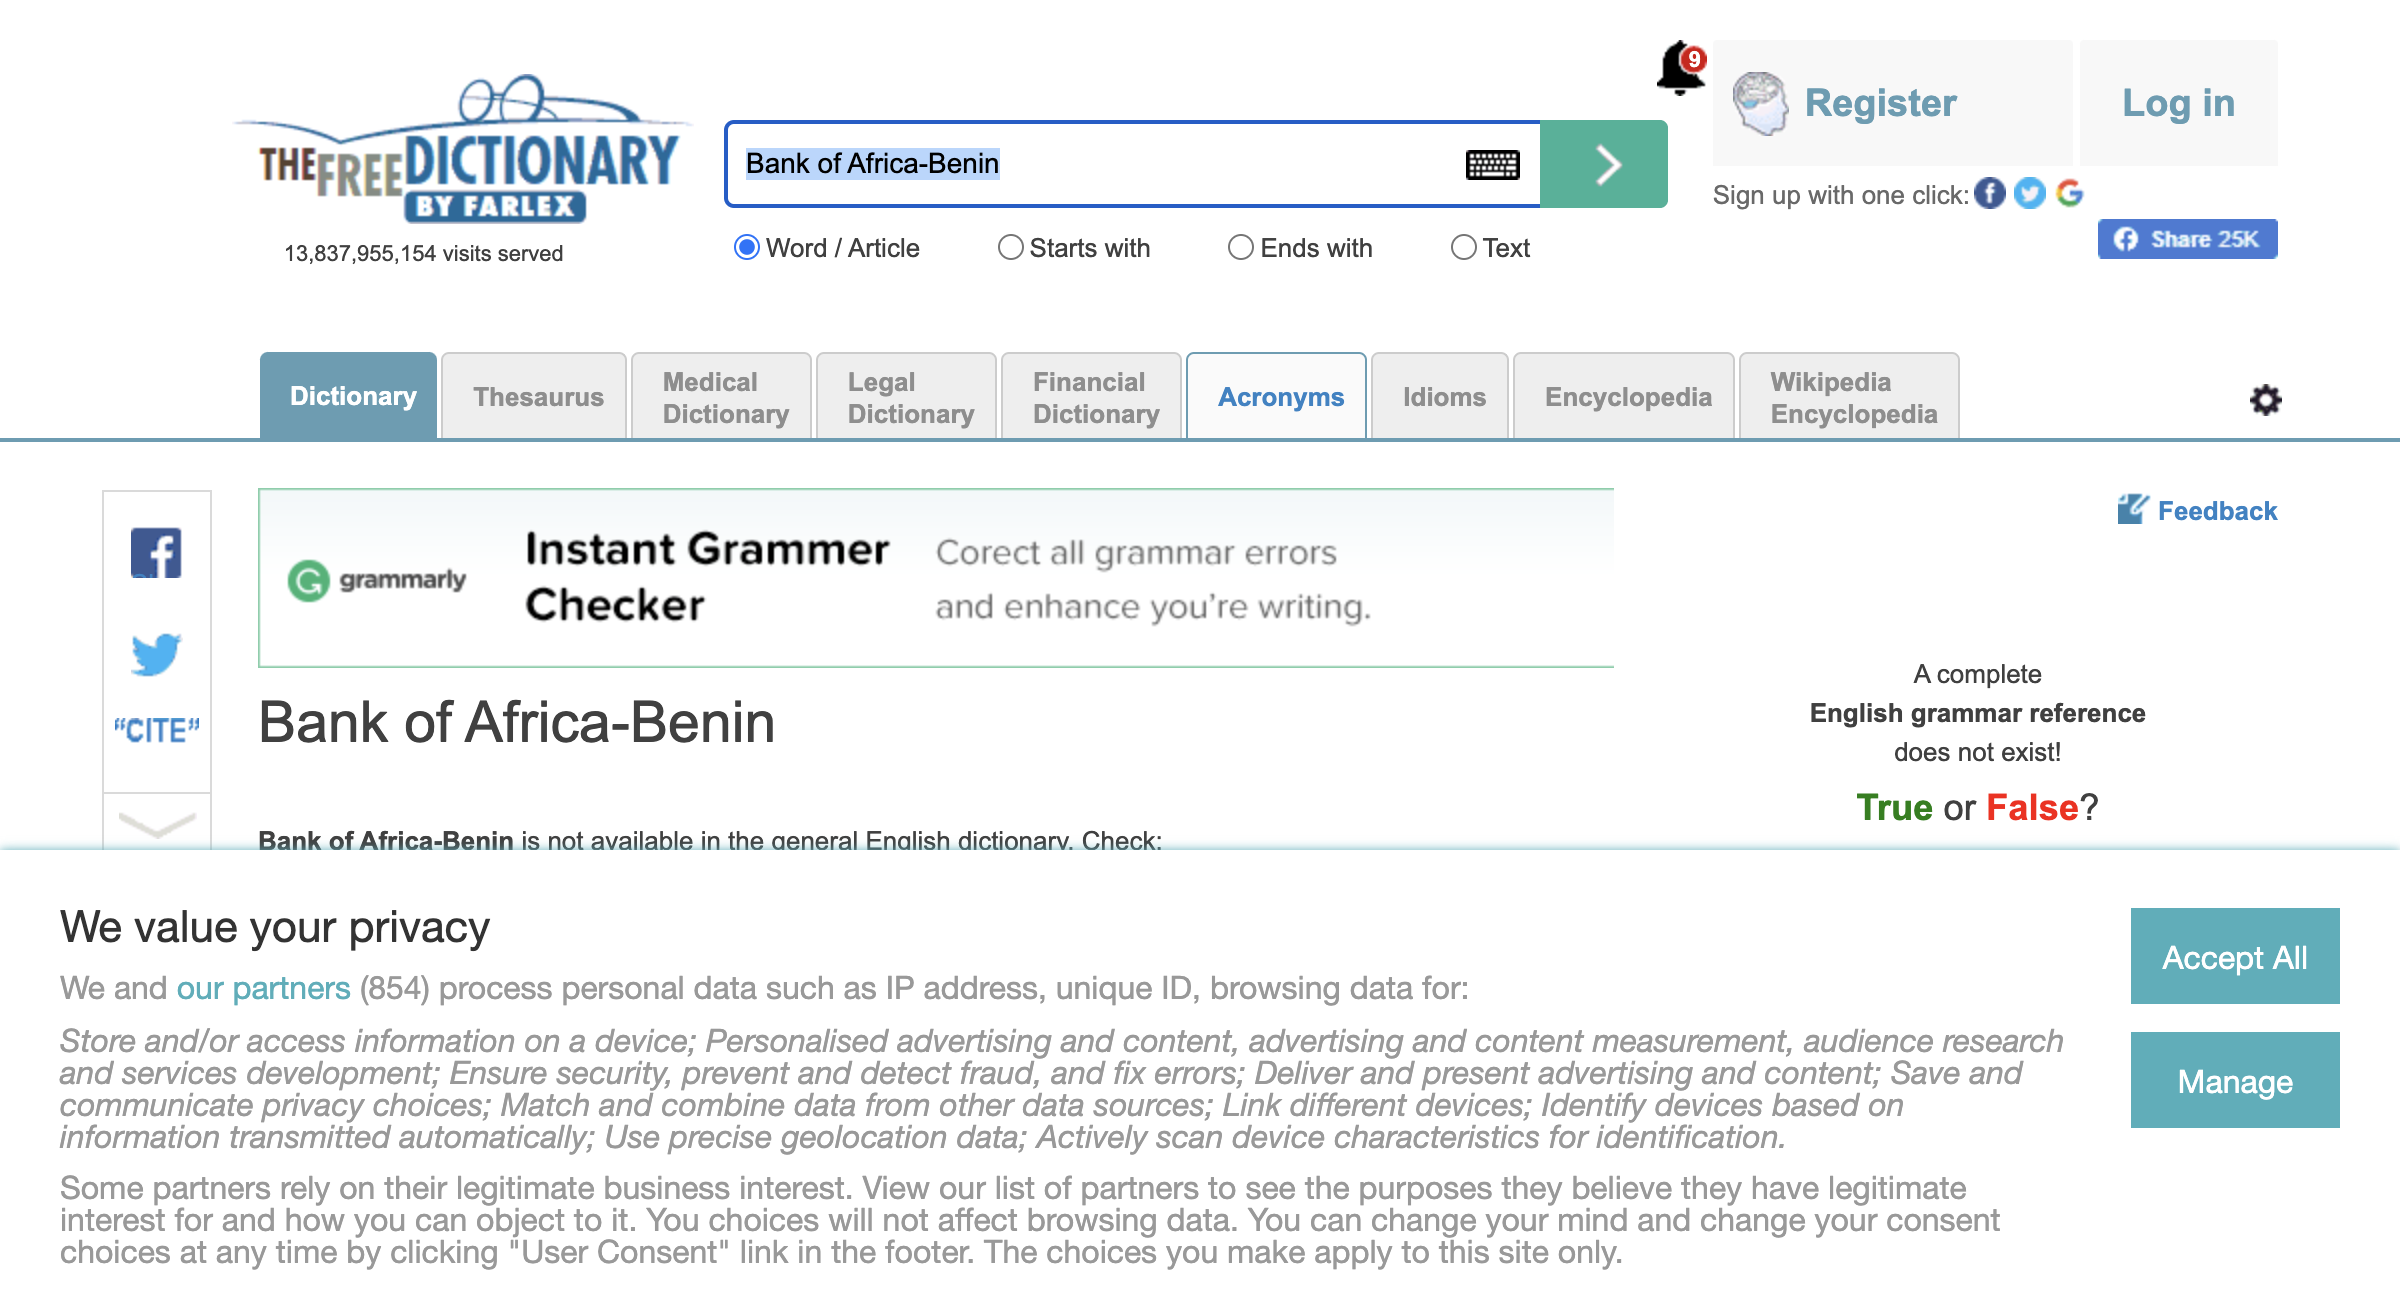 9
Register
Log in
THEFREEDICTIONARY
BY FARLEX
Bank of Africa-Benin
Sign up with one click:
13,837,955,154 visits served
Word / Article
Starts with
Ends with
Text
Share 25K
Dictionary
Thesaurus
Medical
Dictionary
Legal
Dictionary
Financial
Dictionary
Acronyms
Idioms
Encyclopedia
Wikipedia
Encyclopedia
Feedback
grammarly
Instant Grammer
Checker
Corect all grammar errors
and enhance you're writing.
"CITE"
Bank of Africa-Benin
A complete
English grammar reference
does not exist!
True or False?
Bank of Africa-Benin is not available in the general English dictionary. Check:
We value your privacy
We and our partners (854) process personal data such as IP address, unique ID, browsing data for:
Store and/or access information on a device; Personalised advertising and content, advertising and content measurement, audience research
and services development; Ensure security, prevent and detect fraud, and fix errors; Deliver and present advertising and content; Save and
communicate privacy choices; Match and combine data from other data sources; Link different devices; Identify devices based on
information transmitted automatically; Use precise geolocation data; Actively scan device characteristics for identification.
Some partners rely on their legitimate business interest. View our list of partners to see the purposes they believe they have legitimate
interest for and how you can object to it. You choices will not affect browsing data. You can change your mind and change your consent
choices at any time by clicking "User Consent" link in the footer. The choices you make apply to this site only.
Accept All
Manage